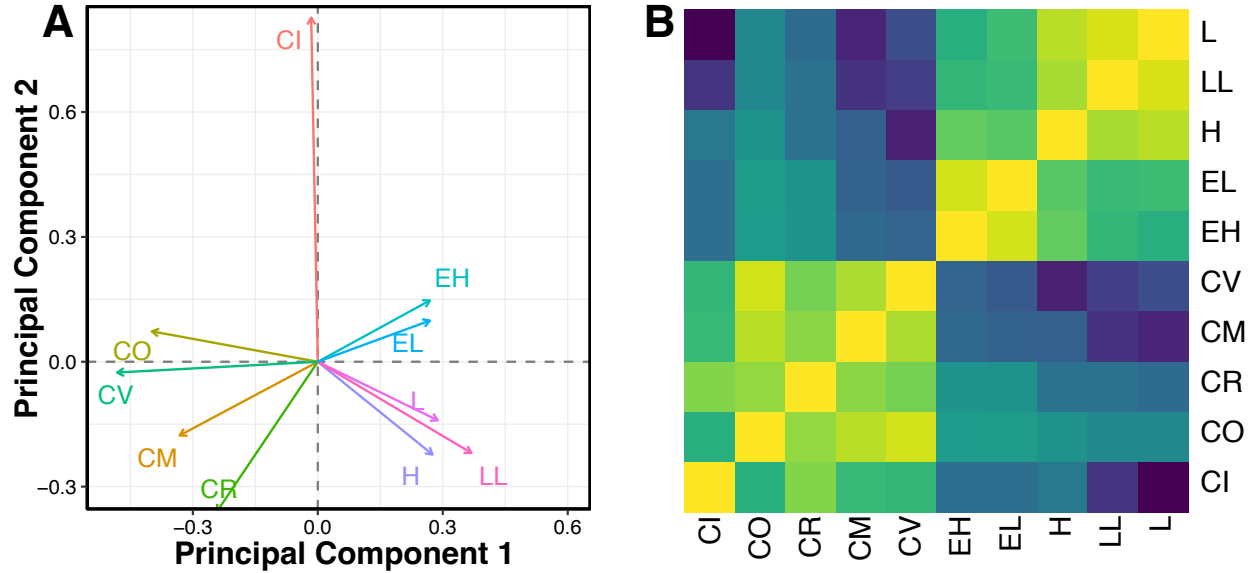 A
Principal Component 2
0.6
0.3
0.0
−0.3
CI
EH
EL
CO
CV
L
CM
H
LL
CR
−0.3 0.0 0.3 0.6
Principal Component 1
B
L
LL
H
EL
EH
CV
CM
CR
CO
CI
CI CO CR CM CV EH EL H LL L